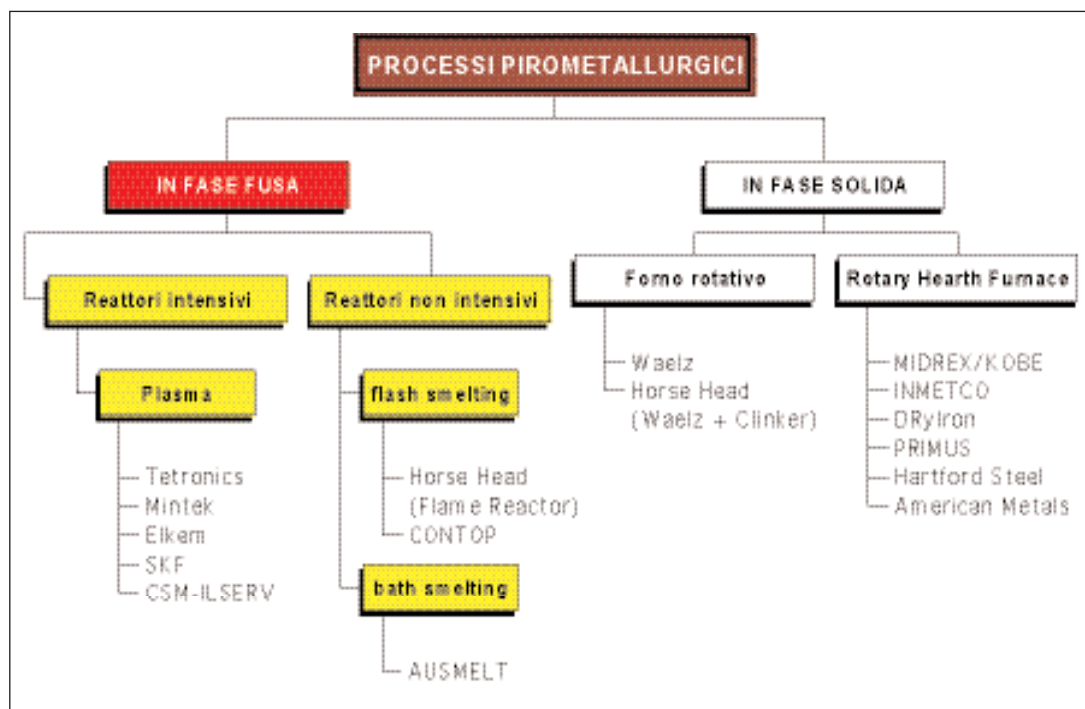 PROCESSI PIROMETALLURGICI
IN FASE FUSA
IN FASE SOLIDA
Reattori intensivi
Reattori non intensivi
Forno rotativo
Rotary Hearth Furnace
Plasma
flash smelting
Waelz
Horse Head
(Waelz + Clinker)
MIDREX/KOBE
INMETCO
DRyIron
PRIMUS
Hartford Steel
American Metals
Tetronics
Mintek
Elkem
SKF
CSM-ILSERV
Horse Head
(Flame Reactor)
CONTOP
bath smelting
AUSMELT